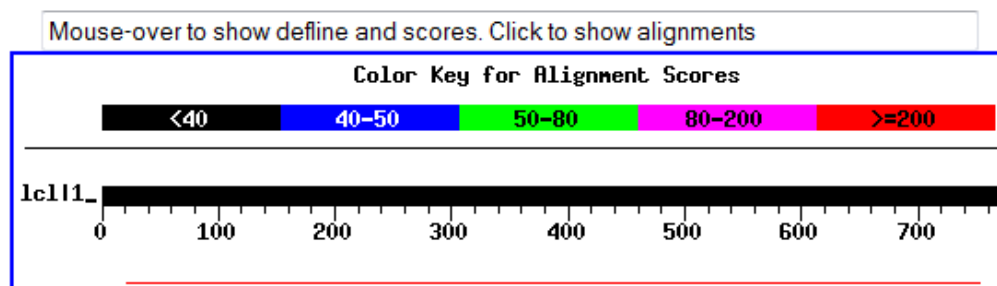 Mouse-over to show defline and scores. Click to show alignments
Color Key for Alignment Scores
<40 40-50 50-80 80-200 >=200
lcl|1_
0 100 200 300 400 500 600 700